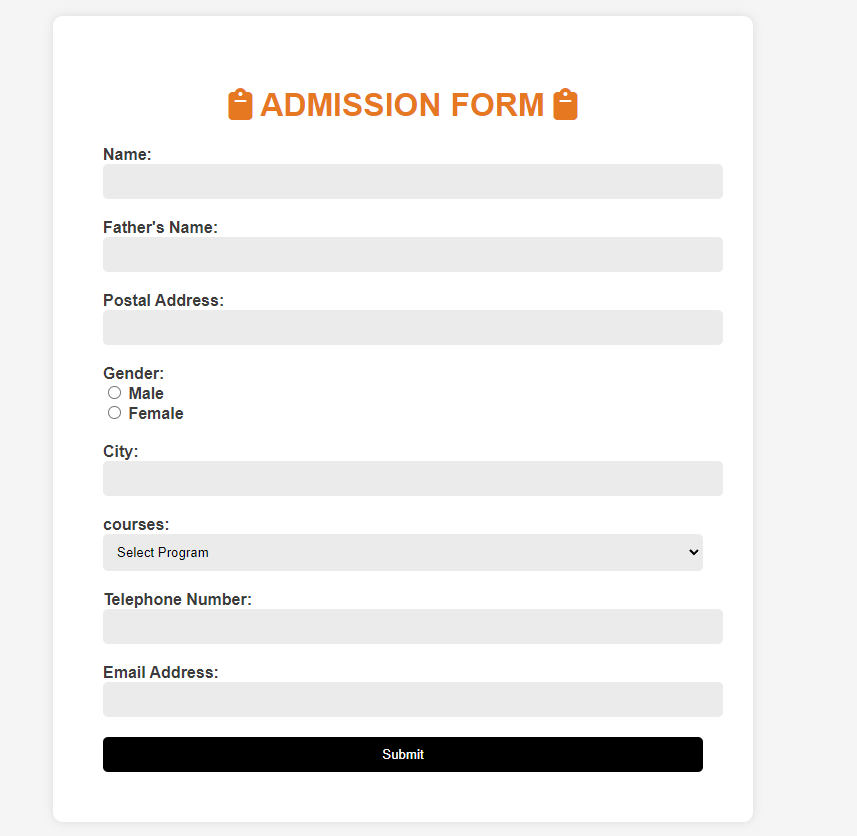 ADMISSION FORM
Name:
Father's Name:
Postal Address:
Gender:
Male
Female
City:
courses:
Select Program
Telephone Number:
Email Address:
Submit